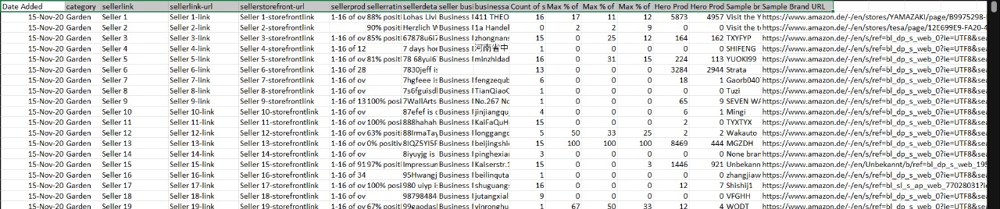 Date Added category sellerlink sellerlink-url sellerstorefront-url sellerprod sellerratin sellerdeta seller busi businessa Count of s Max % of Max % of Max % of Hero Prod Hero Prod Sample br Sample Brand URL
15-Nov-20 Garden Seller 1 Seller 1-link Seller 1-storefrontlink 1-16 of ov 88% positi Lohas Livi Business 411 THEO 16 17 11 12 5873 4957 Visit the Y https://www.amazon.de/-/en/stores/YAMAZAKI/page/B9975298-
15-Nov-20 Garden Seller 2 Seller 2-link Seller 2-storefrontlink 90% positi Herzlich W Business 1a Handel 0 2 2 9 0 0 Visit the t https://www.amazon.de/-/en/stores/tesa/page/12E699E9-FA20-4
15-Nov-20 Garden Seller 3 Seller 3-link Seller 3-storefrontlink 1-16 of ov 85% positi 67878u6i7 Business zhongnans 15 0 25 12 164 162 TXYFYP https://www.amazon.de/-/en/s/ref=bl_dp_s_web_0?ie=UTF8&sea
15-Nov-20 Garden Seller 4 Seller 4-link Seller 4-storefrontlink 1-16 of 12 7 days hor Business 河南省中 1 0 0 0 0 0 SHIFENG https://www.amazon.de/-/en/s/ref=bl_dp_s_web_0?ie=UTF8&sea
15-Nov-20 Garden Seller 5 Seller 5-link Seller 5-storefrontlink 1-16 of ov 81% positi 78 68yul6 Business minzhidad 16 0 31 15 224 113 YUOKI99 https://www.amazon.de/-/en/s/ref=bl_dp_s_web_0?ie=UTF8&sea
15-Nov-20 Garden Seller 6 Seller 6-link Seller 6-storefrontlink 1-16 of 28 7830jeff is 13 0 0 0 3284 2944 Strata https://www.amazon.de/-/en/s/ref=bl_dp_s_web_0?ie=UTF8&sea
15-Nov-20 Garden Seller 7 Seller 7-link Seller 7-storefrontlink 1-16 of ov 7hgfeee is Business fengzequb 6 0 0 0 18 1 Gaorb040 https://www.amazon.de/-/en/s/ref=bl_dp_s_web_0?ie=UTF8&sea
15-Nov-20 Garden Seller 8 Seller 8-link Seller 8-storefrontlink 1-16 of ov 7s6fguisdl Business TianQiaoC 1 0 0 0 0 0 Tuzi https://www.amazon.de/-/en/s/ref=bl_dp_s_web_0?ie=UTF8&sea
15-Nov-20 Garden Seller 9 Seller 9-link Seller 9-storefrontlink 1-16 of 13 100% posi 7WallArts Business No.267 N 1 0 0 0 65 9 SEVEN WA https://www.amazon.de/-/en/s/ref=bl_dp_s_web_0?ie=UTF8&sea
15-Nov-20 Garden Seller 10 Seller 10-link Seller 10-storefrontlink 1-16 of ov 87efef is c Business jinjiangqu 4 0 0 0 6 1 Mingi https://www.amazon.de/-/en/s/ref=bl_dp_s_web_0?ie=UTF8&sea
15-Nov-20 Garden Seller 11 Seller 11-link Seller 11-storefrontlink 1-16 of ov 100% posi 888hahah Business KaiFaQuH 15 0 0 0 2 0 TYXTYX https://www.amazon.de/-/en/s/ref=bl_dp_s_web_0?ie=UTF8&sea
15-Nov-20 Garden Seller 12 Seller 12-link Seller 12-storefrontlink 1-16 of ov 63% positi 88IrmaTay Business longgangc 5 50 33 25 2 2 Wakauto https://www.amazon.de/-/en/s/ref=bl_dp_s_web_0?ie=UTF8&sea
15-Nov-20 Garden Seller 13 Seller 13-link Seller 13-storefrontlink 1-16 of ov 0% positiv 8IQZ5YI5F Business beijingshi 15 100 100 100 8469 444 MGZDH https://www.amazon.de/-/en/s/ref=bl_dp_s_web_0?ie=UTF8&sea
15-Nov-20 Garden Seller 14 Seller 14-link Seller 14-storefrontlink 1-16 of ov 8iyuyjg is Business pinghexian 3 0 0 0 0 0 None bran https://www.amazon.de/-/en/s/ref=bl_dp_s_web_0?ie=UTF8&sea
15-Nov-20 Garden Seller 15 Seller 15-link Seller 15-storefrontlink 1-16 of 91 97% positi Impressun Business Kaiserstr.1 15 0 0 3 1446 921 Unbekann https://www.amazon.de/-/en/Unbekannt/b/ref=bl_dp_s_web_195
15-Nov-20 Garden Seller 16 Seller 16-link Seller 16-storefrontlink 1-16 of 34 95Hwangj Business beilinquta 1 0 0 0 0 0 zhangjiaw https://www.amazon.de/-/en/s/ref=bl_dp_s_web_0?ie=UTF8&sea
15-Nov-20 Garden Seller 17 Seller 17-link Seller 17-storefrontlink 1-16 of ov 100% posi 980 uiyp i Business shuguang 16 0 0 0 12 7 Shishij1 https://www.amazon.de/-/en/s/ref=bl_sl_s_ap_web_77028031?i
15-Nov-20 Garden Seller 18 Seller 18-link Seller 18-storefrontlink 1-16 of ov 98798484 Business jutangxial 9 0 0 0 0 0 VFGHH https://www.amazon.de/-/en/s/ref=bl_dp_s_web_0?ie=UTF8&sea
15-Nov-20 Garden Seller 19 Seller 19-link Seller 19-storefrontlink 1-16 of ov 67% positi 99gaodasl Business yinronghu 1 67 50 33 12 4 WODT https://www.amazon.de/-/en/s/ref=bl_dp_s_web_0?ie=UTF8&sea